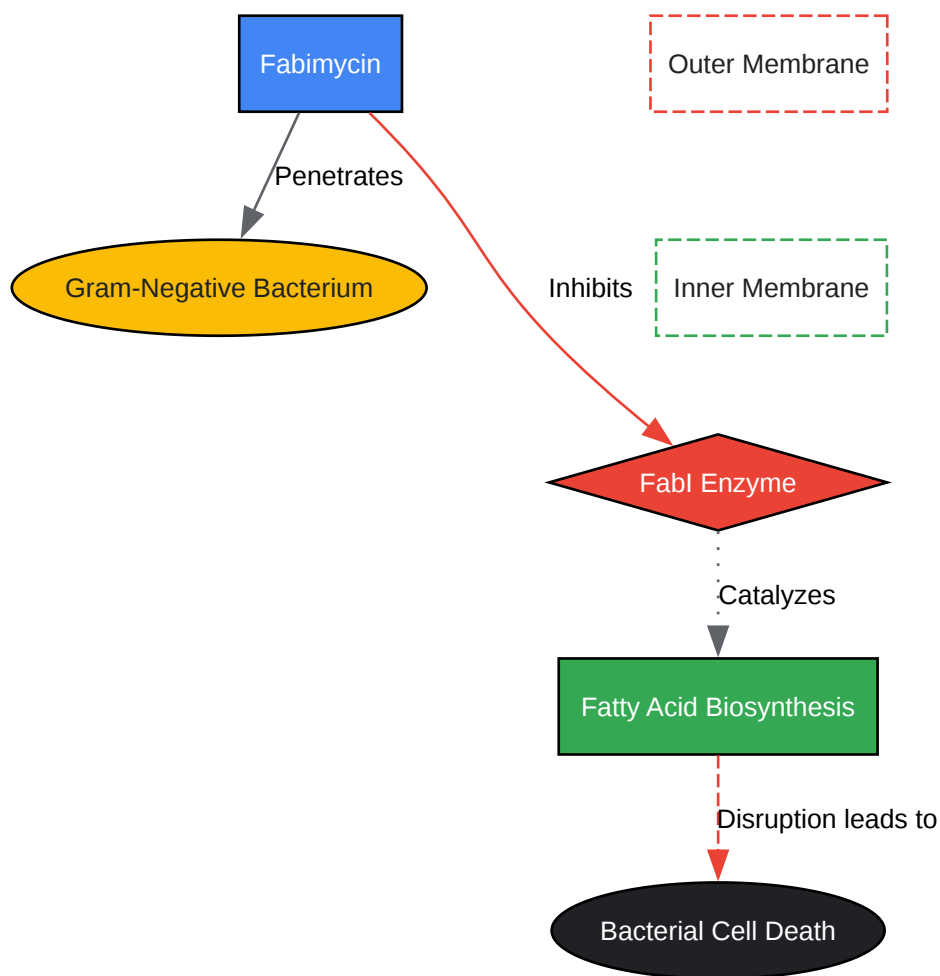 Fabimycin
Outer Membrane
Penetrates
Gram-Negative Bacterium
Inhibits
Inner Membrane
FabI Enzyme
Catalyzes
Fatty Acid Biosynthesis
Disruption leads to
Bacterial Cell Death